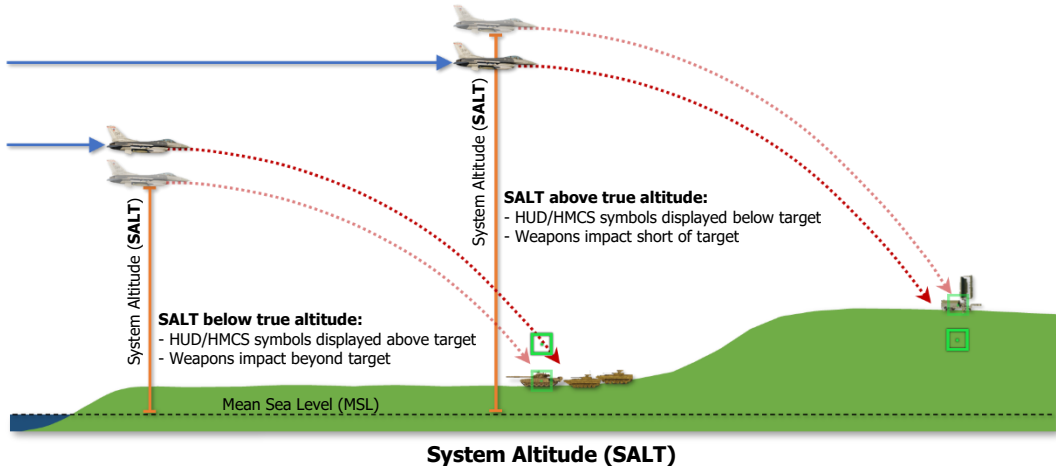 System Altitude (SALT)
SALT below true altitude:
- HUD/HMCS symbols displayed above target
- Weapons impact beyond target
System Altitude (SALT)
SALT above true altitude:
- HUD/HMCS symbols displayed below target
- Weapons impact short of target
Mean Sea Level (MSL)
System Altitude (SALT)